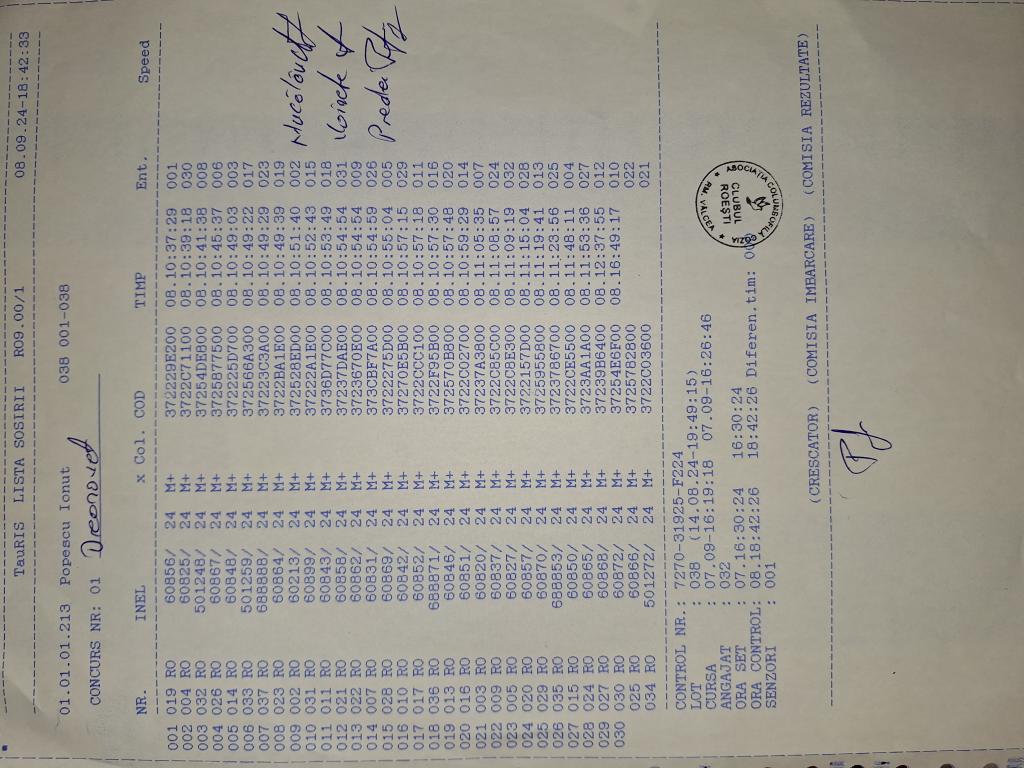 TauRIS LISTA SOSIRII RO9.00/1 08.09.24-18:42:33
01.01.01.213 Popescu Ionut 038 001-038
CONCURS NR: 01
NR. INEL x Col. COD TIMP Ent. Speed
001 019 RO 60856/ 24 M+ 372229E200 08.10:37:29 001
002 004 RO 60825/ 24 M+ 3722C71100 08.10:39:18 030
003 032 RO 501248/ 24 M+ 37254DEB00 08.10:41:38 008
004 026 RO 60867/ 24 M+ 3725877500 08.10:45:37 006
005 014 RO 60848/ 24 M+ 372225D700 08.10:49:03 003
006 033 RO 501259/ 24 M+ 372566A300 08.10:49:22 017
007 037 RO 68888/ 24 M+ 37223C3A00 08.10:49:29 023
008 023 RO 60864/ 24 M+ 3722BA1E00 08.10:49:39 019
009 002 RO 60213/ 24 M+ 372528EE00 08.10:51:40 002
010 031 RO 60899/ 24 M+ 37222A1E00 08.10:52:43 015
011 011 RO 60843/ 24 M+ 3736D77C00 08.10:53:49 018
012 021 RO 60858/ 24 M+ 37237DAE00 08.10:54:54 031
013 022 RO 60862/ 24 M+ 3723670E00 08.10:54:54 009
014 007 RO 60831/ 24 M+ 373CBF7A00 08.10:54:59 026
015 028 RO 60869/ 24 M+ 3722275D00 08.10:55:04 005
016 010 RO 60842/ 24 M+ 37270E5B00 08.10:57:15 029
017 017 RO 60852/ 24 M+ 3722CCC100 08.10:57:18 011
018 036 RO 688871/ 24 M+ 3722F95B00 08.10:57:30 016
019 013 RO 60846/ 24 M+ 372570B800 08.10:57:48 020
020 016 RO 60851/ 24 M+ 3722C02700 08.10:59:29 014
021 003 RO 60820/ 24 M+ 37237A3800 08.11:05:35 007
022 009 RO 60837/ 24 M+ 3722C85C00 08.11:08:57 024
023 005 RO 60827/ 24 M+ 3722C8E300 08.11:09:19 032
024 020 RO 60857/ 24 M+ 3722157D00 08.11:15:04 028
025 029 RO 60870/ 24 M+ 3725955800 08.11:19:41 013
026 035 RO 688853/ 24 M+ 3723786700 08.11:23:56 025
027 015 RO 60850/ 24 M+ 3722CE5500 08.11:48:11 004
028 024 RO 60865/ 24 M+ 3723AA1A00 08.11:53:36 027
029 027 RO 60868/ 24 M+ 37239B6400 08.12:37:55 012
030 030 RO 60872/ 24 M+ 37254E6F00 08.16:49:17 010
025 RO 60866/ 24 M+ 3725782800 022
034 RO 501272/ 24 M+ 3722C03600 021
CONTROL NR.: 7270-31925-F224
LOT : 038 (14.08.24-19:49:15)
CURSA : 07.09-16:19:18 07.09-16:26:46
ANGAJAT : 032
ORA SET : 07.16:30:24 16:30:24
ORA CONTROL: 08.18:42:26 18:42:26 Diferen.tim: 00
SENZORI : 001
ASOCIATIA COLUMBOFILA COZIA * RM. VALCEA *
CLUBUL
ROEŞTI
(CRESCATOR) (COMISIA IMBARCARE) (COMISIA REZULTATE)